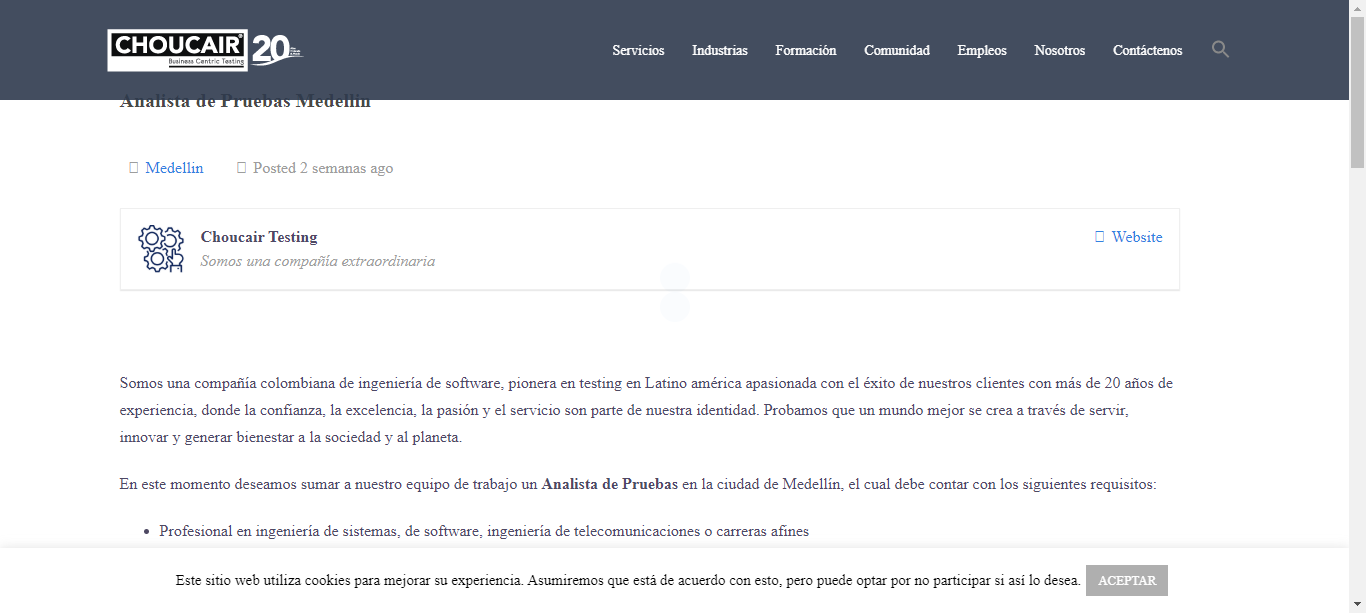 CHOUCAIR
Business Centric Testing
20
Servicios Industrias Formación Comunidad Empleos Nosotros Contáctenos
Analista de Pruebas Medellín
Medellin Posted 2 semanas ago
Choucair Testing
Website
Somos una compañía extraordinaria
Somos una compañía colombiana de ingeniería de software, pionera en testing en Latino américa apasionada con el éxito de nuestros clientes con más de 20 años de
experiencia, donde la confianza, la excelencia, la pasión y el servicio son parte de nuestra identidad. Probamos que un mundo mejor se crea a través de servir,
innovar y generar bienestar a la sociedad y al planeta.
En este momento deseamos sumar a nuestro equipo de trabajo un Analista de Pruebas en la ciudad de Medellín, el cual debe contar con los siguientes requisitos:
• Profesional en ingeniería de sistemas, de software, ingeniería de telecomunicaciones o carreras afínes
Este sitio web utiliza cookies para mejorar su experiencia. Asumiremos que está de acuerdo con esto, pero puede optar por no participar si así lo desea. ACEPTAR